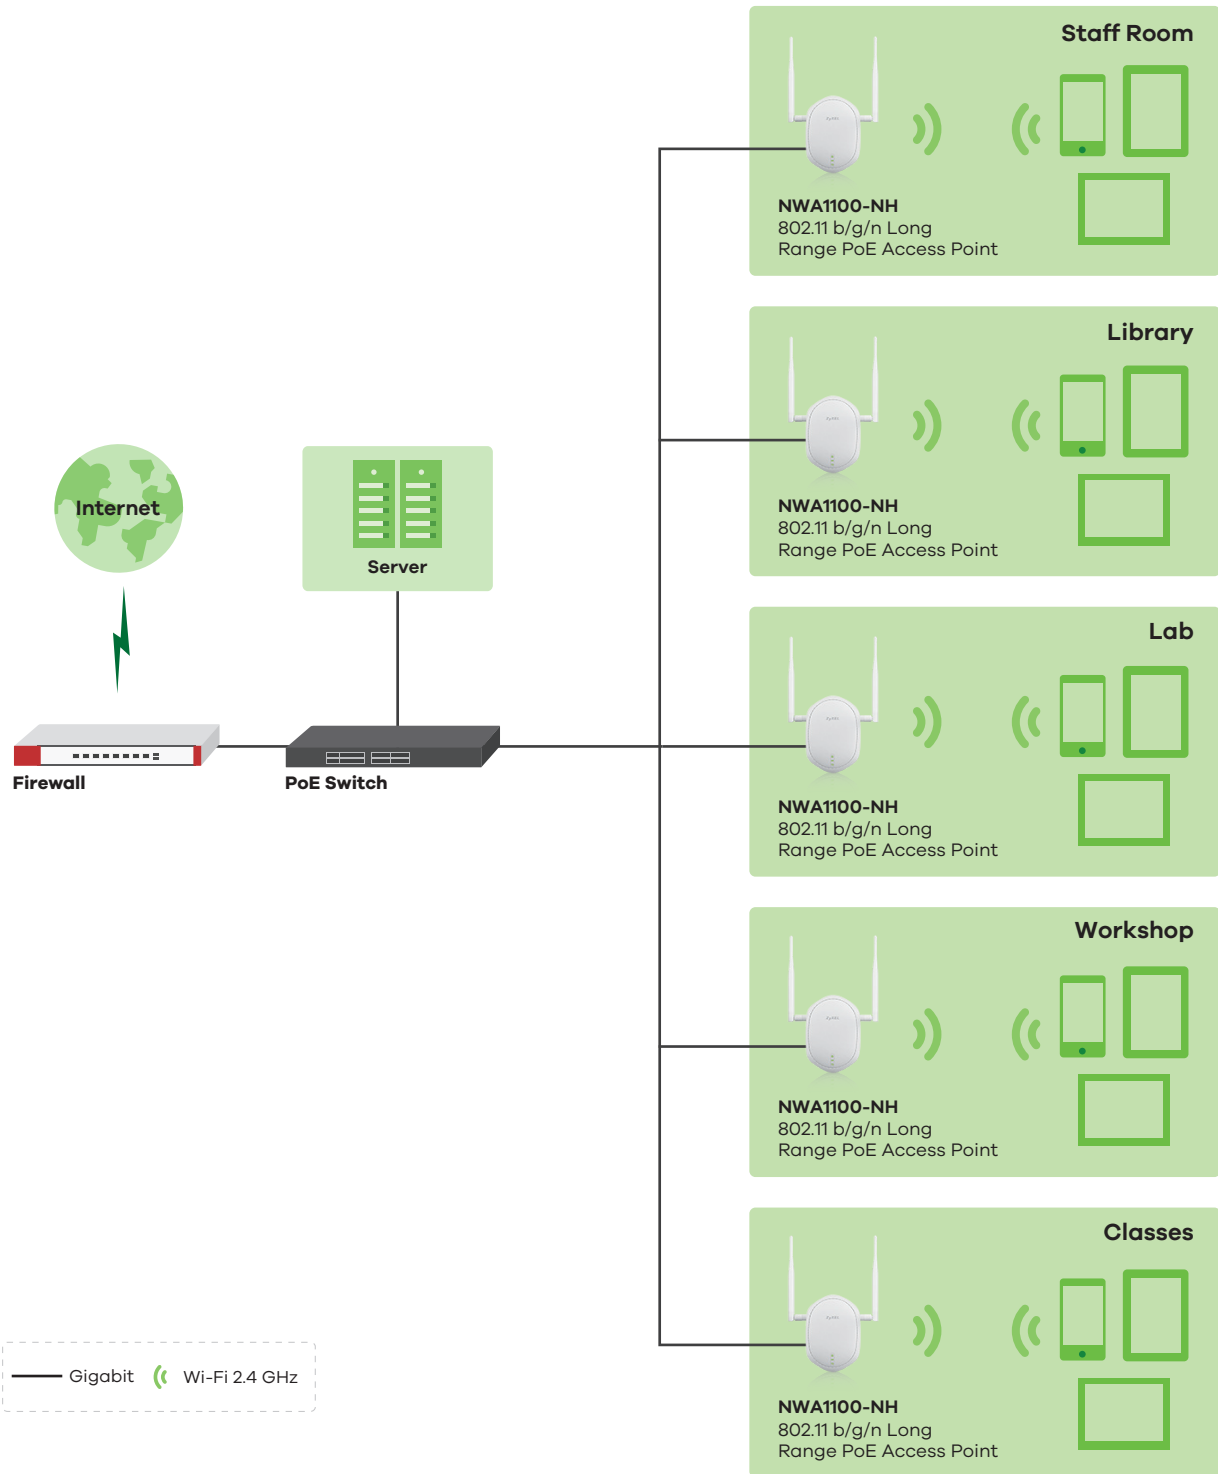 Staff Room
NWA1100-NH
802.11 b/g/n Long
Range PoE Access Point
Library
NWA1100-NH
802.11 b/g/n Long
Range PoE Access Point
Internet
Server
Firewall
PoE Switch
Lab
NWA1100-NH
802.11 b/g/n Long
Range PoE Access Point
Workshop
NWA1100-NH
802.11 b/g/n Long
Range PoE Access Point
Classes
NWA1100-NH
802.11 b/g/n Long
Range PoE Access Point
Gigabit
Wi-Fi 2.4 GHz